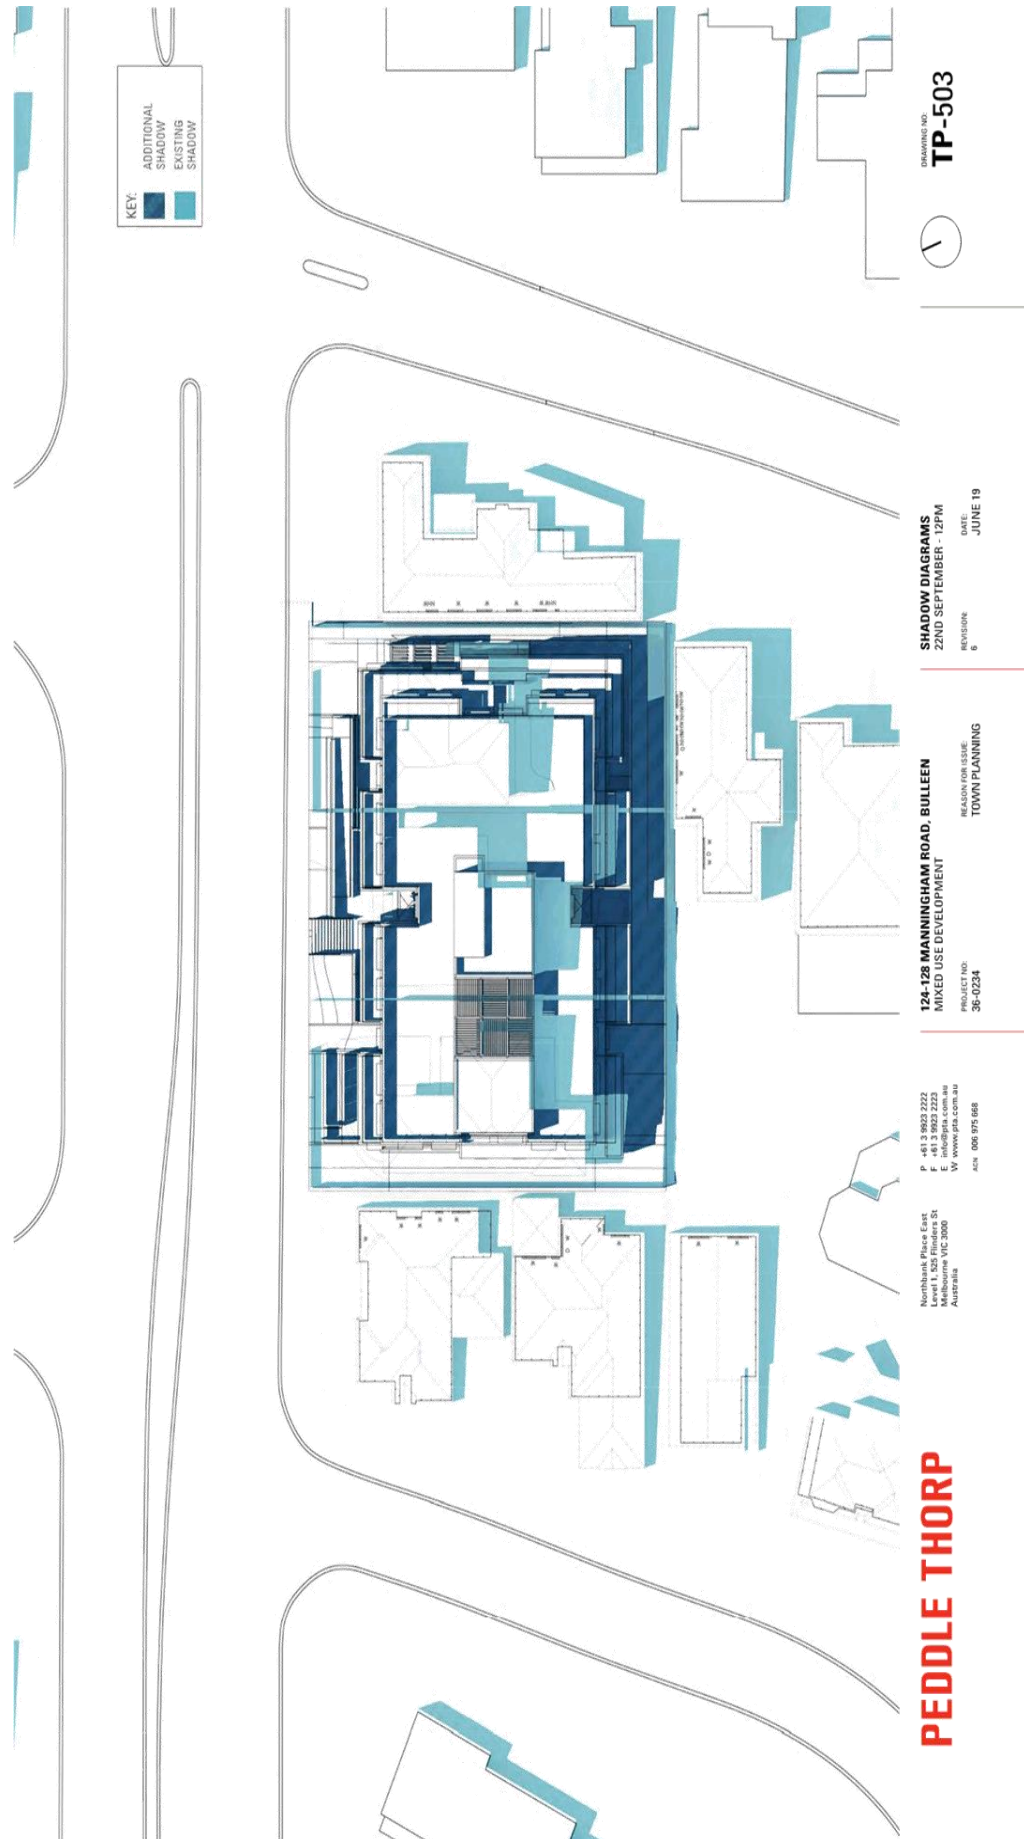 KEY:
ADDITIONAL
SHADOW
EXISTING
SHADOW
PEDDLE THORP
Northbank Place East
Level 1, 525 Flinders St
Melbourne VIC 3000
Australia
P +61 3 9923 2222
F +61 3 9923 2223
E info@pta.com.au
W www.pta.com.au
ACN 006 975 668
124-128 MANNINGHAM ROAD, BULLEEN
MIXED USE DEVELOPMENT
PROJECT NO:
36-0234
REASON FOR ISSUE:
TOWN PLANNING
SHADOW DIAGRAMS
22ND SEPTEMBER - 12PM
REVISION:
6
DATE:
JUNE 19
DRAWING NO:
TP-503